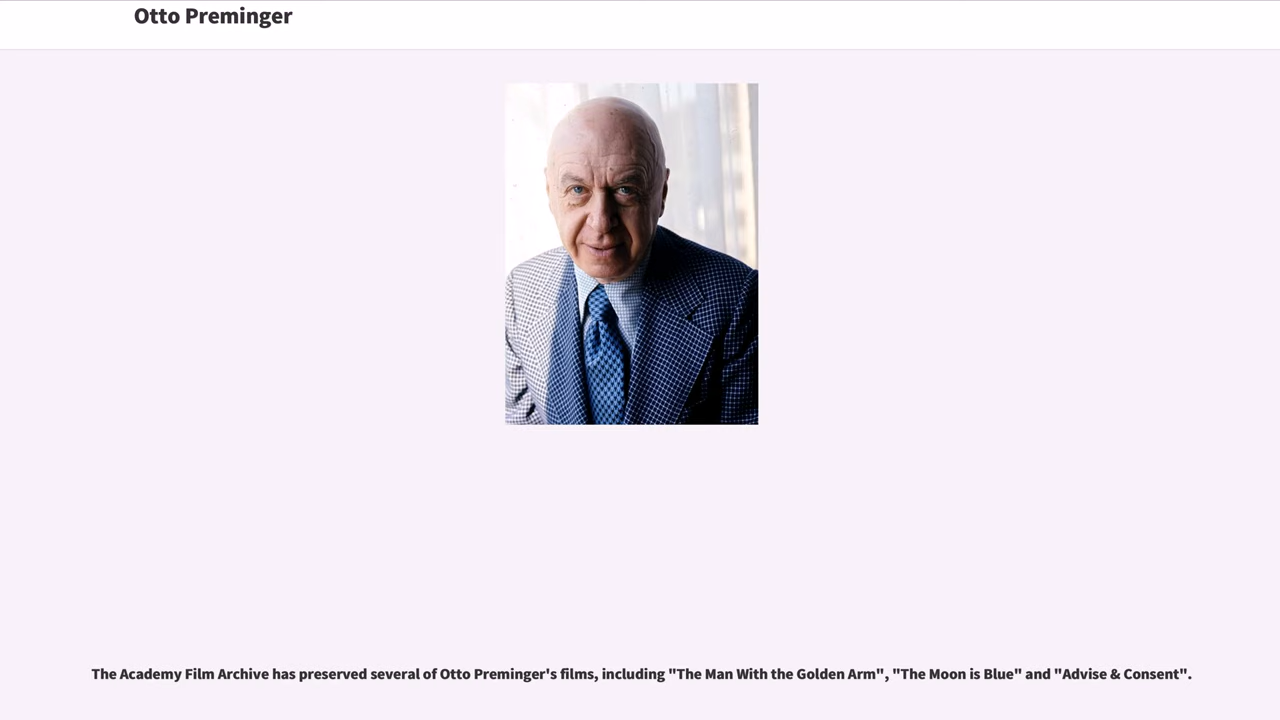 Otto Preminger
The Academy Film Archive has preserved several of Otto Preminger's films, including "The Man With the Golden Arm", "The Moon is Blue" and "Advise & Consent".